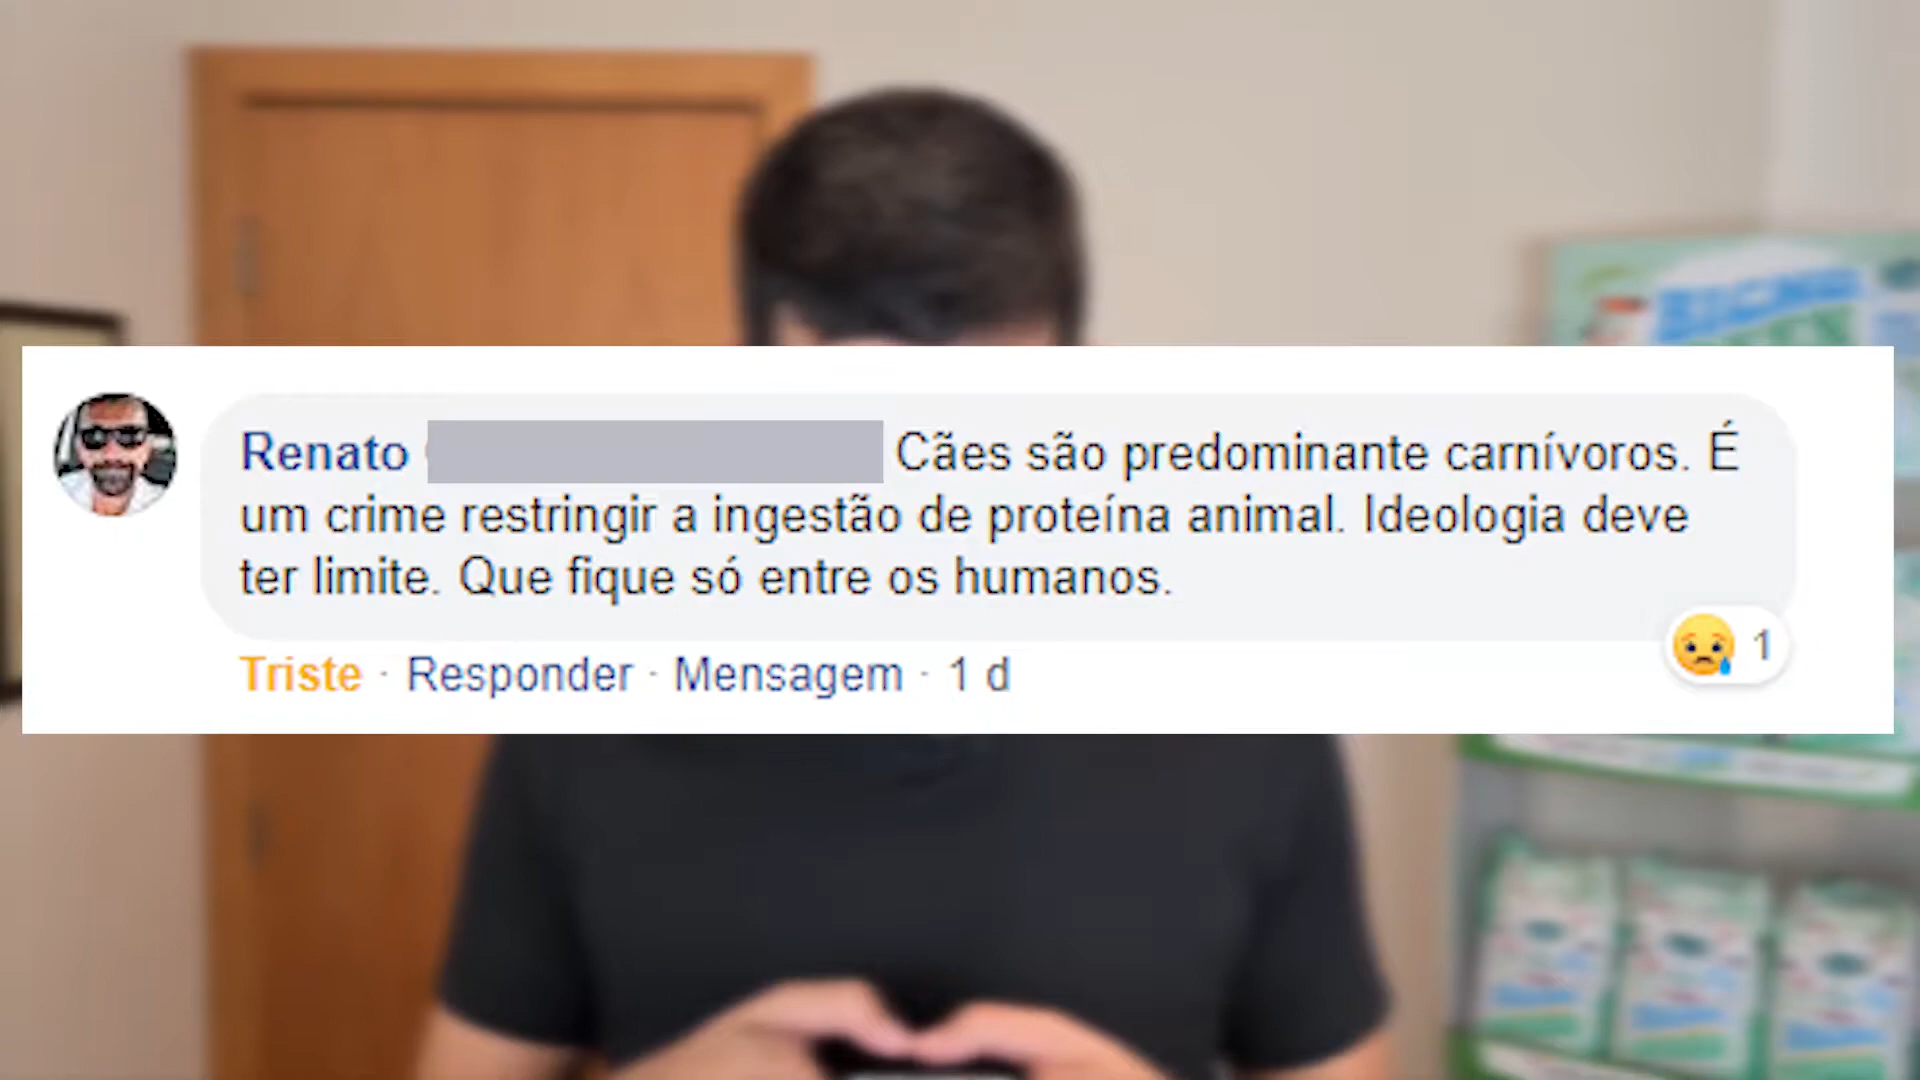 Renato Cães são predominante carnívoros. É
um crime restringir a ingestão de proteína animal. Ideologia deve
ter limite. Que fique só entre os humanos.
1
Triste · Responder · Mensagem · 1 d